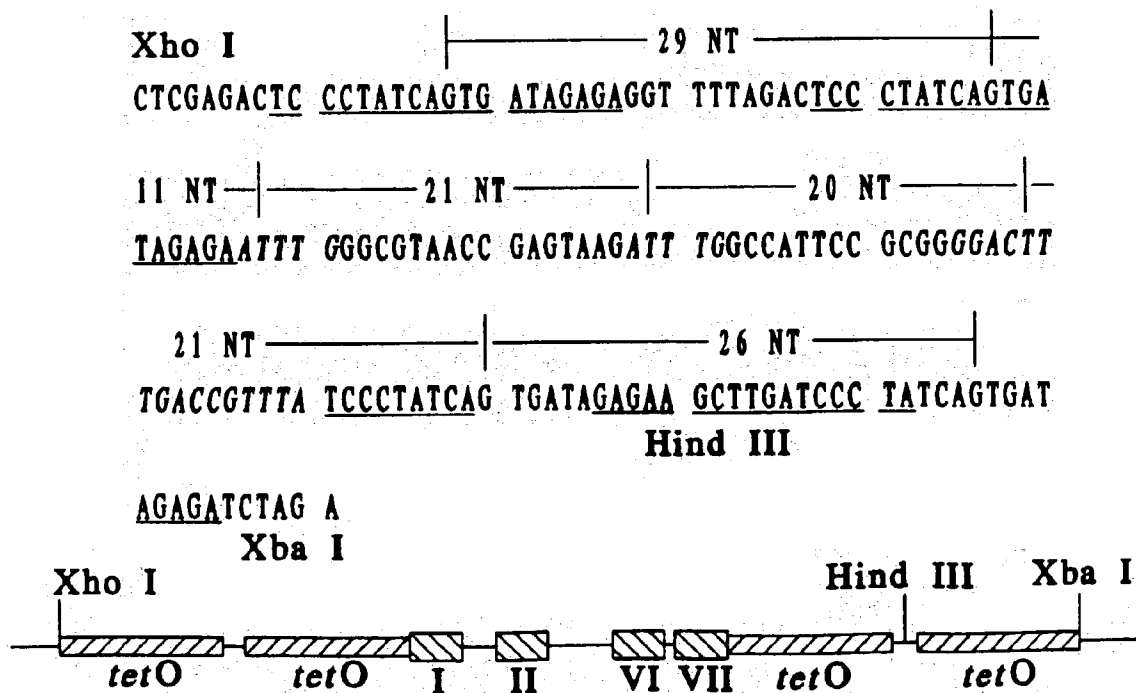 Xho I
29 NT
CTCGAGACTC CCTATCAGTG ATAGAGAGGT TTTAGACTCC CTATCAGTGA
11 NT 21 NT 20 NT
TAGAGAATTT GGGCGTAACC GAGTAAGATT TGGCCATTCC GCGGGGACTT
21 NT 26 NT
TGACCGTTTA TCCCTATCAG TGATAGAGAA GCTTGATCCC TATCAGTGAT
Hind III
AGAGATCTAG A
Xba I
Xho I Hind III Xba I
tetO tetO I II VI VII tetO tetO